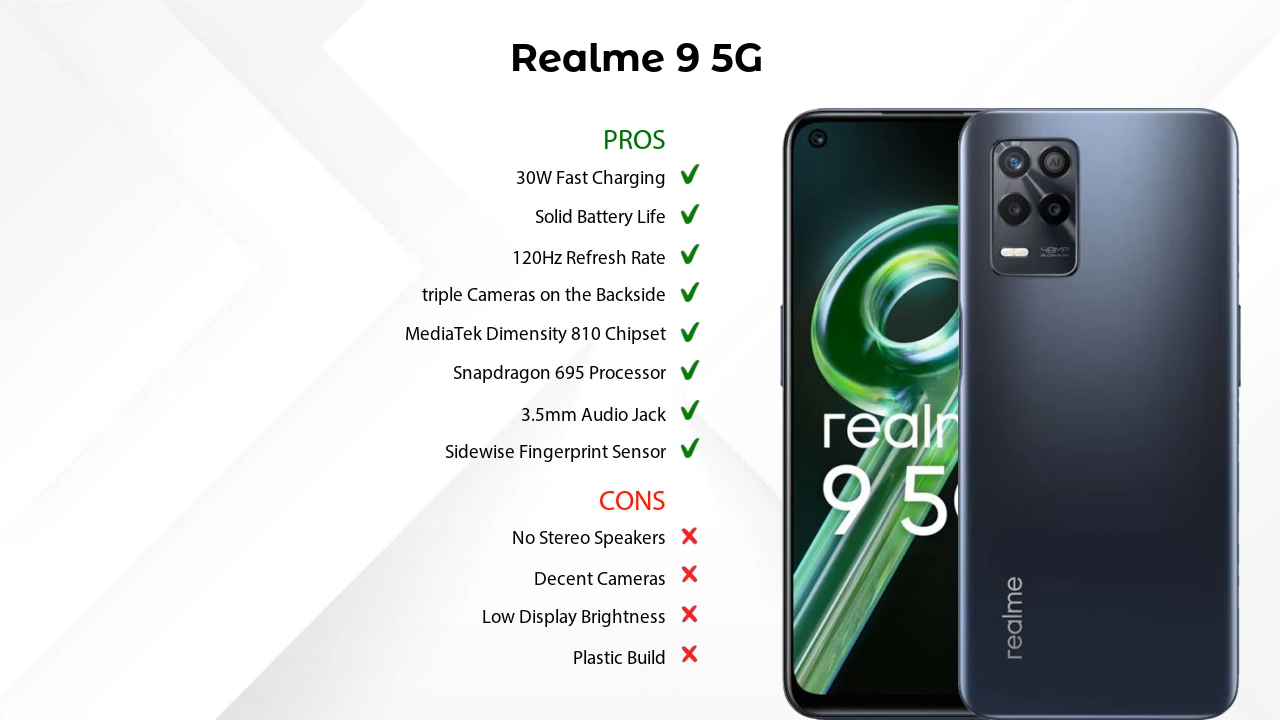 Realme 9 5G
PROS
30W Fast Charging
Solid Battery Life
120Hz Refresh Rate
triple Cameras on the Backside
MediaTek Dimensity 810 Chipset
Snapdragon 695 Processor
3.5mm Audio Jack
Sidewise Fingerprint Sensor
CONS
No Stereo Speakers
Decent Cameras
Low Display Brightness
Plastic Build
9 5
AI
48MP
realme